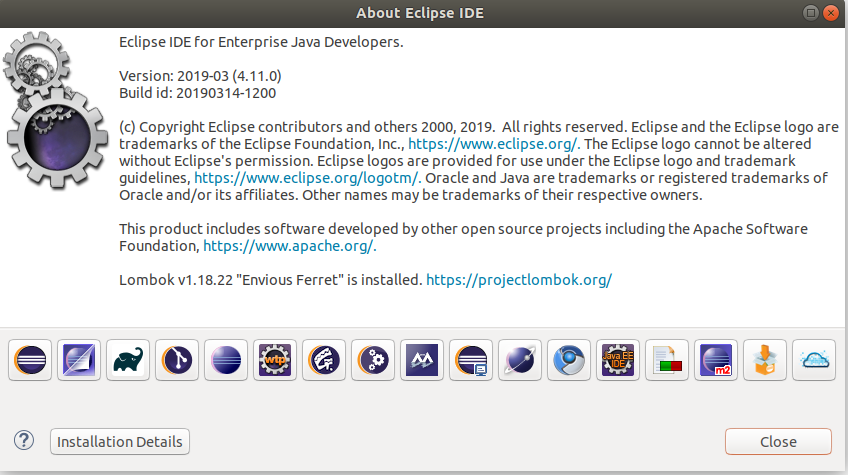 About Eclipse IDE
Eclipse IDE for Enterprise Java Developers.
Version: 2019-03 (4.11.0)
Build id: 20190314-1200
(c) Copyright Eclipse contributors and others 2000, 2019.  All rights reserved. Eclipse and the Eclipse logo are
trademarks of the Eclipse Foundation, Inc., https://www.eclipse.org/. The Eclipse logo cannot be altered
without Eclipse's permission. Eclipse logos are provided for use under the Eclipse logo and trademark
guidelines, https://www.eclipse.org/logotm/. Oracle and Java are trademarks or registered trademarks of
Oracle and/or its affiliates. Other names may be trademarks of their respective owners.
This product includes software developed by other open source projects including the Apache Software
Foundation, https://www.apache.org/.
Lombok v1.18.22 "Envious Ferret" is installed. https://projectlombok.org/
wtp
Java EE
IDE
m2
? Installation Details Close